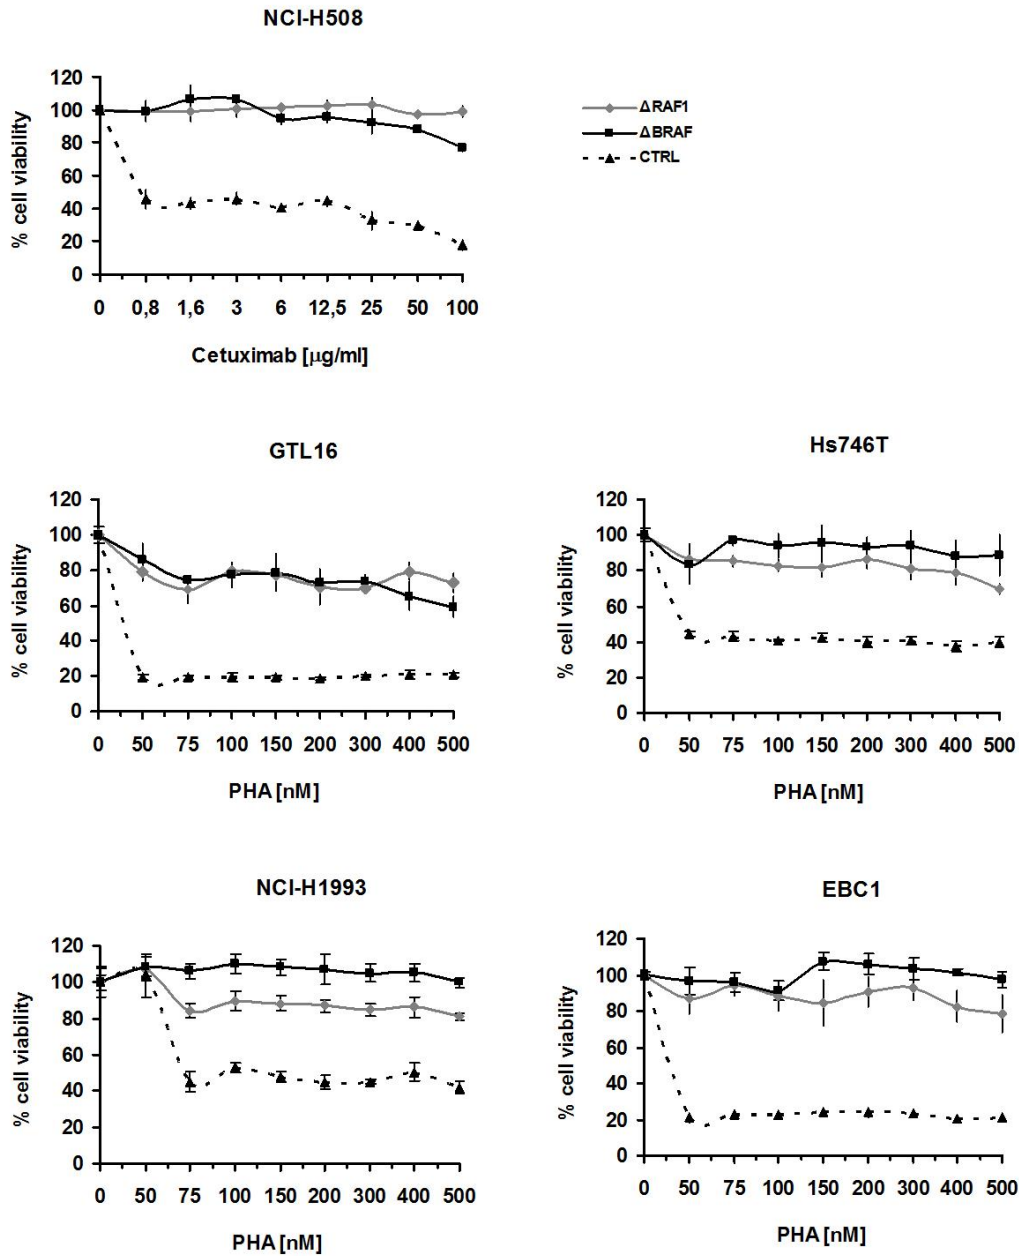 NCI-H508
120
100
80
60
40
20
0
% cell viability
0 0,8 1,6 3 6 12,5 25 50 100
Cetuximab [µg/ml]
ΔRAF1
ΔBRAF
CTRL
GTL16
120
100
80
60
40
20
0
% cell viability
0 50 75 100 150 200 300 400 500
PHA [nM]
Hs746T
120
100
80
60
40
20
0
% cell viability
0 50 75 100 150 200 300 400 500
PHA [nM]
NCI-H1993
120
100
80
60
40
20
0
% cell viability
0 50 75 100 150 200 300 400 500
PHA [nM]
EBC1
120
100
80
60
40
20
0
% cell viability
0 50 75 100 150 200 300 400 500
PHA [nM]